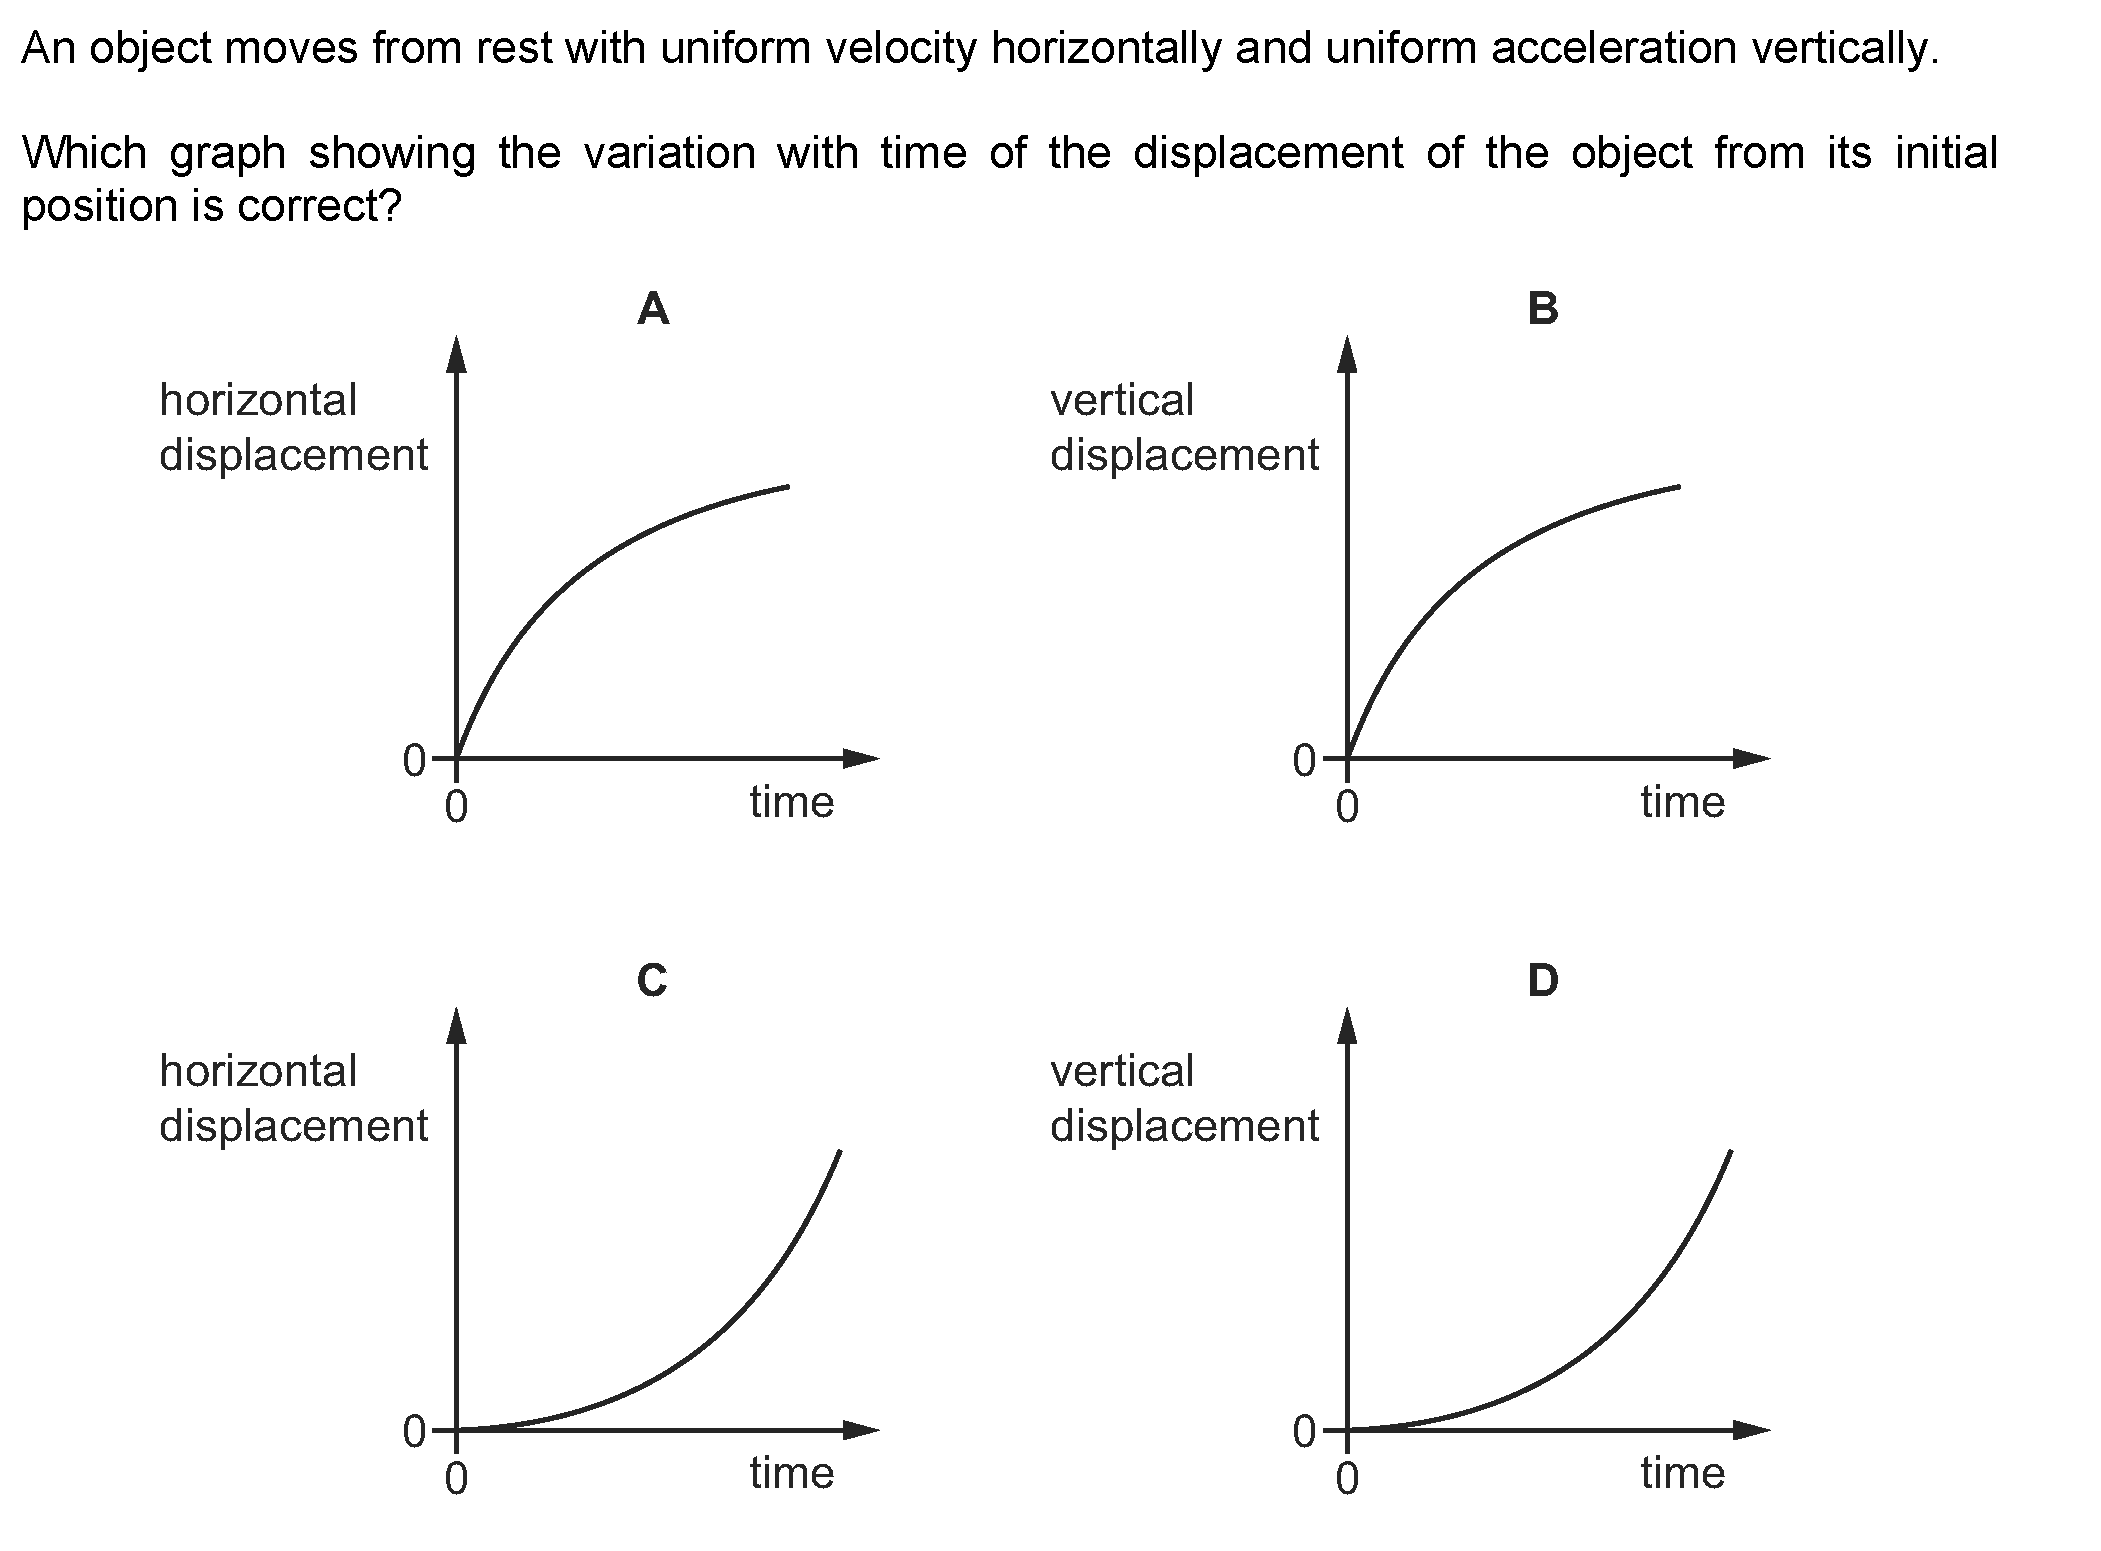 An object moves from rest with uniform velocity horizontally and uniform acceleration vertically.
Which graph showing the variation with time of the displacement of the object from its initial
position is correct?
A
horizontal
displacement
0
0
time
B
vertical
displacement
0
0
time
C
horizontal
displacement
0
0
time
D
vertical
displacement
0
0
time